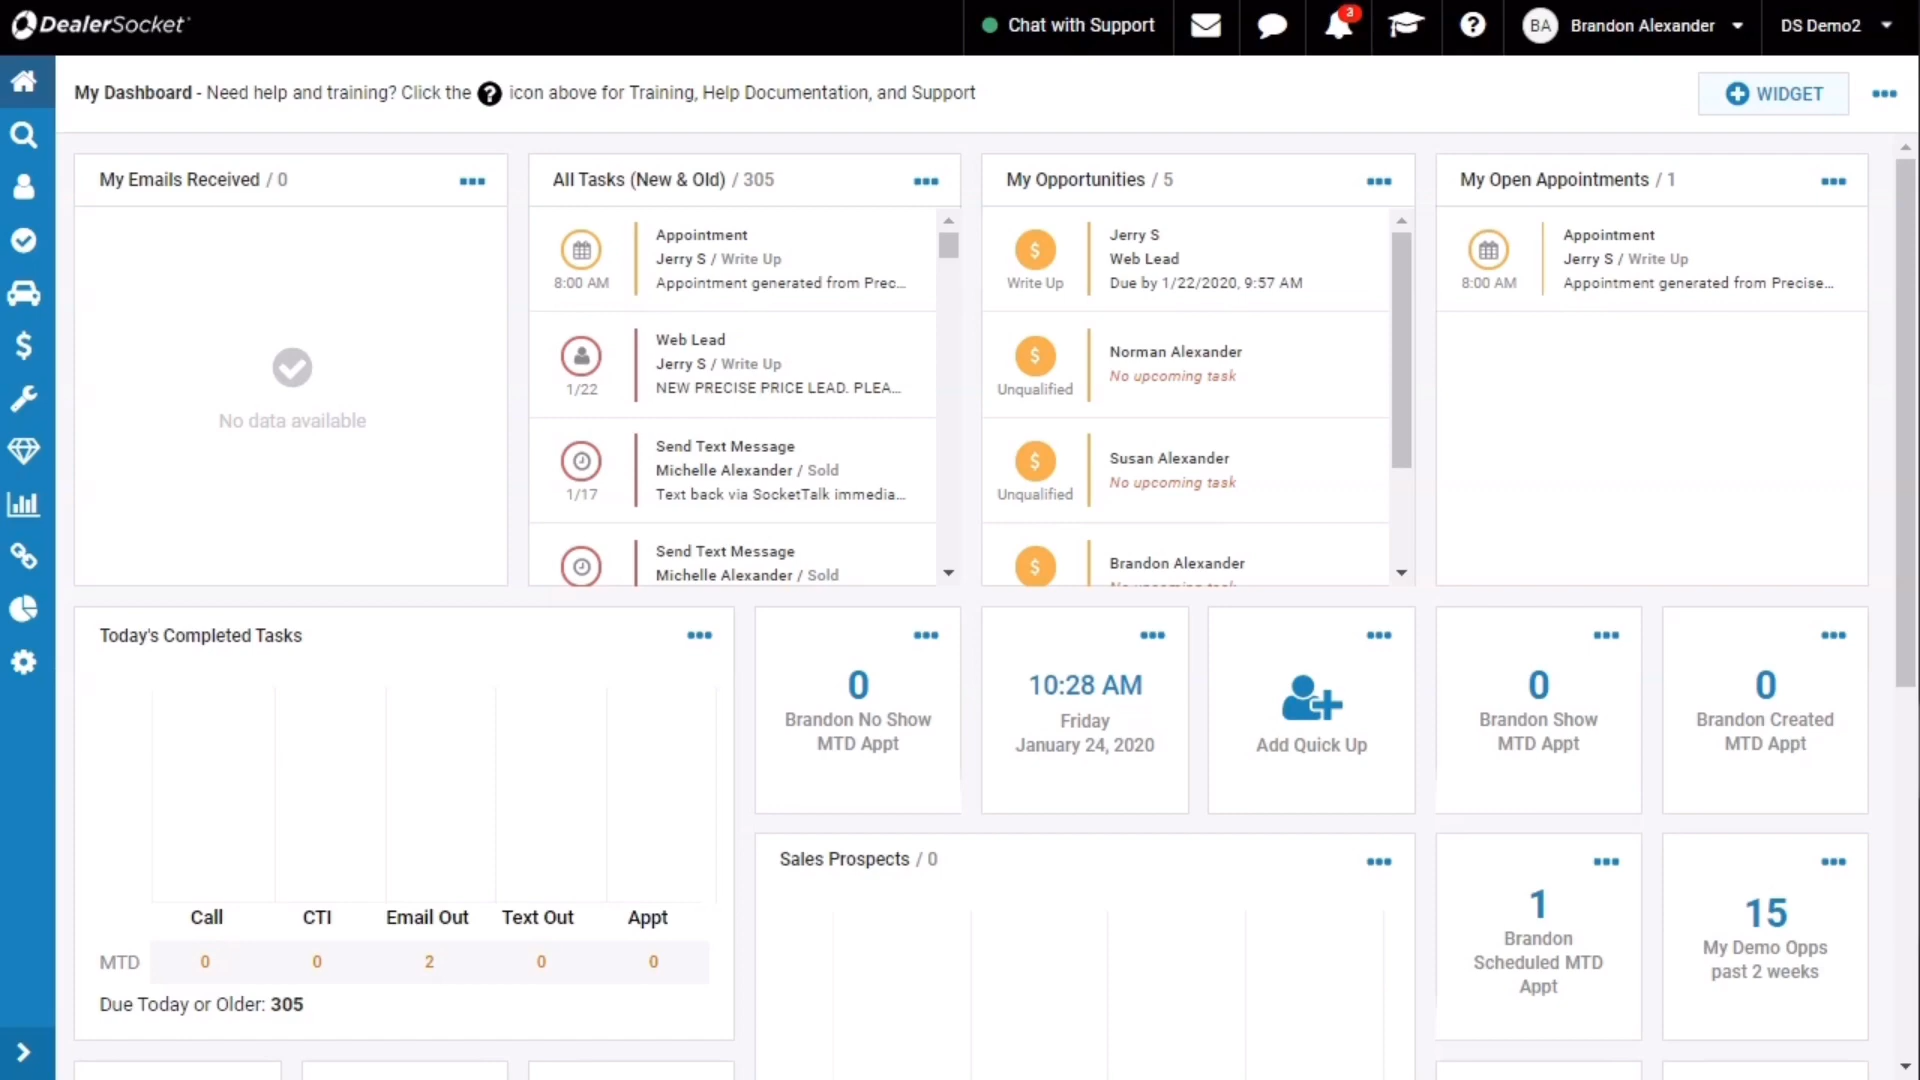 DealerSocket
Chat with Support
3
BA
Brandon Alexander
DS Demo2
My Dashboard - Need help and training? Click the ? icon above for Training, Help Documentation, and Support
WIDGET
My Emails Received / 0
No data available
All Tasks (New & Old) / 305
8:00 AM
Appointment
Jerry S / Write Up
Appointment generated from Prec...
1/22
Web Lead
Jerry S / Write Up
NEW PRECISE PRICE LEAD. PLEA...
1/17
Send Text Message
Michelle Alexander / Sold
Text back via SocketTalk immedia...
Send Text Message
Michelle Alexander / Sold
My Opportunities / 5
Write Up
Jerry S
Web Lead
Due by 1/22/2020, 9:57 AM
Unqualified
Norman Alexander
No upcoming task
Unqualified
Susan Alexander
No upcoming task
Brandon Alexander
My Open Appointments / 1
8:00 AM
Appointment
Jerry S / Write Up
Appointment generated from Precise...
Today's Completed Tasks
Call CTI Email Out Text Out Appt
MTD 0 0 2 0 0
Due Today or Older: 305
0
Brandon No Show
MTD Appt
10:28 AM
Friday
January 24, 2020
Add Quick Up
0
Brandon Show
MTD Appt
0
Brandon Created
MTD Appt
Sales Prospects / 0
1
Brandon
Scheduled MTD
Appt
15
My Demo Opps
past 2 weeks